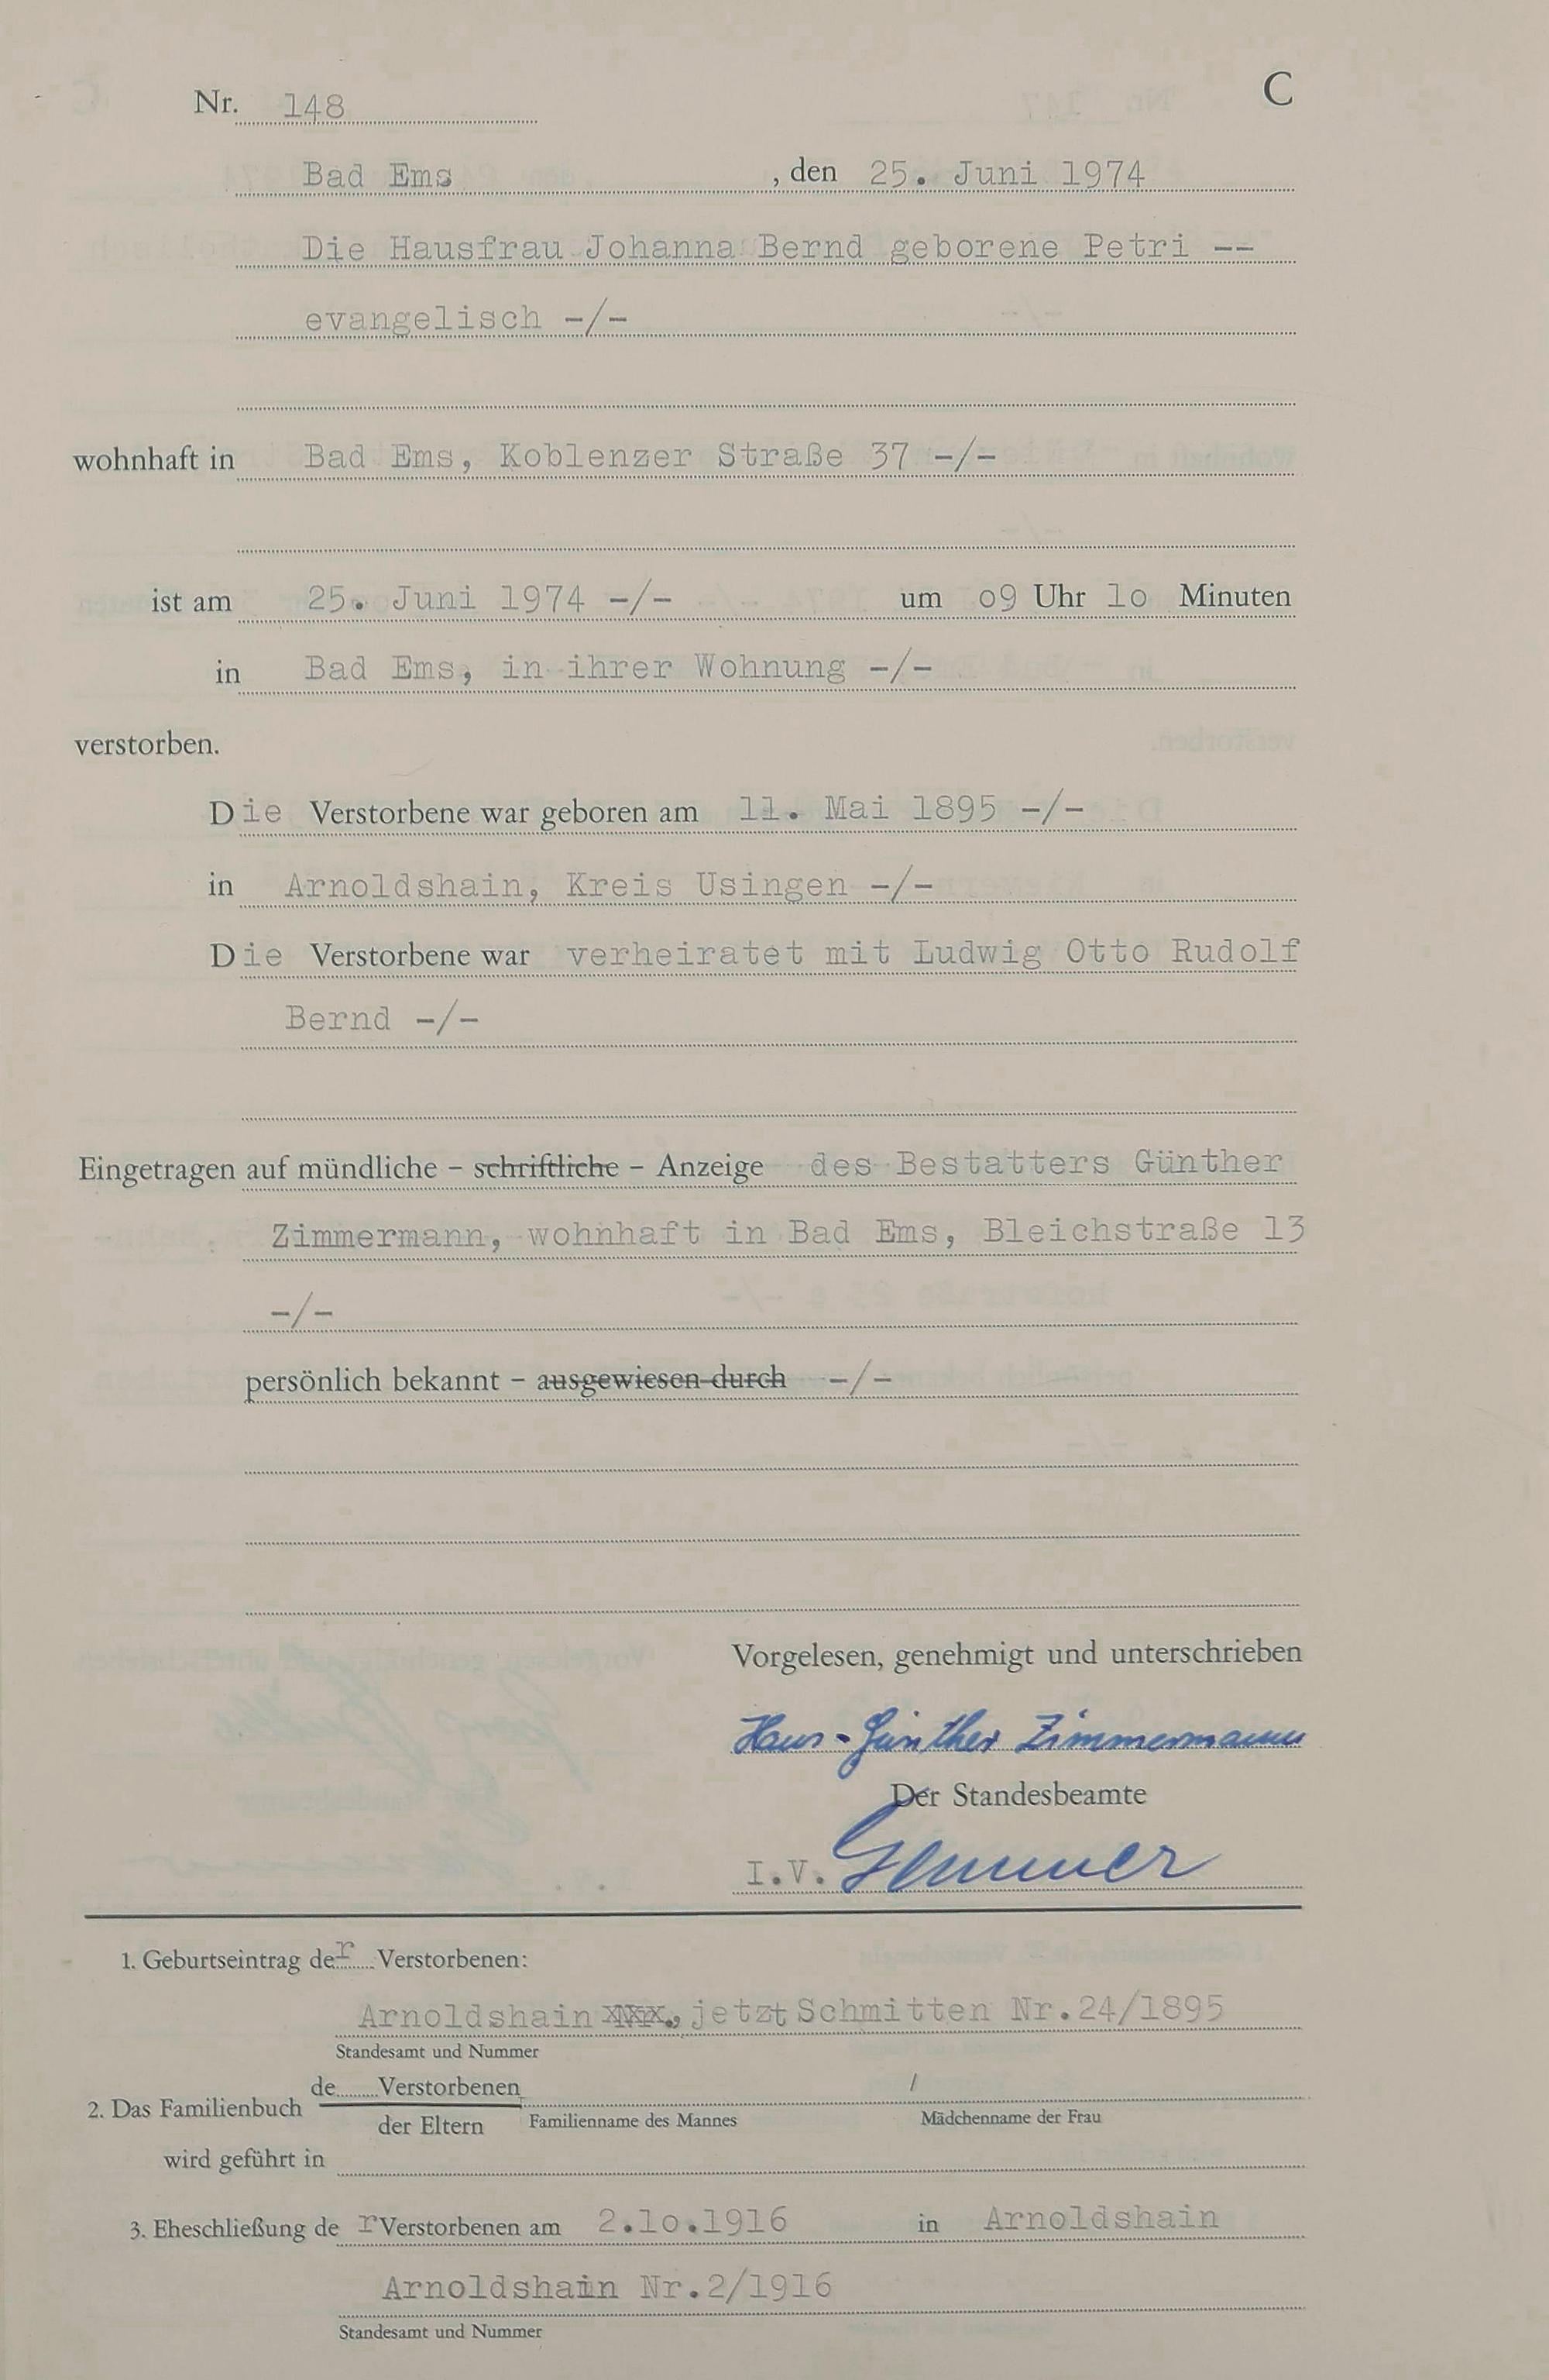 Nr. 148
C
Bad Ems , den 25. Juni 1974
Die Hausfrau Johanna Bernd geborene Petri --
evangelisch -/-
wohnhaft in Bad Ems, Koblenzer Straße 37 -/-
ist am 25. Juni 1974 -/- um 09 Uhr 1o Minuten
in Bad Ems, in ihrer Wohnung -/-
verstorben.
Die Verstorbene war geboren am 11. Mai 1895 -/-
in Arnoldshain, Kreis Usingen -/-
Die Verstorbene war verheiratet mit Ludwig Otto Rudolf
Bernd -/-
Eingetragen auf mündliche – schriftliche – Anzeige des Bestatters Günther
Zimmermann, wohnhaft in Bad Ems, Bleichstraße 13
-/-
persönlich bekannt – ausgewiesen durch -/-
Vorgelesen, genehmigt und unterschrieben
Hans-Günther Zimmermann
Der Standesbeamte
I.V.
1. Geburtseintrag der Verstorbenen:
Arnoldshain , jetzt Schmitten Nr.24/1895
Standesamt und Nummer
de Verstorbenen /
2. Das Familienbuch
der Eltern Familienname des Mannes Mädchenname der Frau
wird geführt in
3. Eheschließung de r Verstorbenen am 2.1o.1916 in Arnoldshain
Arnoldshain Nr.2/1916
Standesamt und Nummer